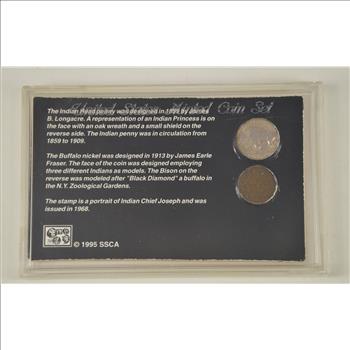 United States Mixed Coin Set
The Indian Head penny was designed in 1859 by James
B. Longacre. A representation of an Indian Princess is on
the face with an oak wreath and a small shield on the
reverse side. The Indian penny was in circulation from
1859 to 1909.
The Buffalo nickel was designed in 1913 by James Earle
Fraser. The face of the coin was designed employing
three different Indians as models. The Bison on
the reverse was modeled after "Black Diamond" a buffalo in
the N.Y. Zoological Gardens.
The stamp is a portrait of Indian Chief Joseph and was
issued in 1968.
© 1995 SSCA